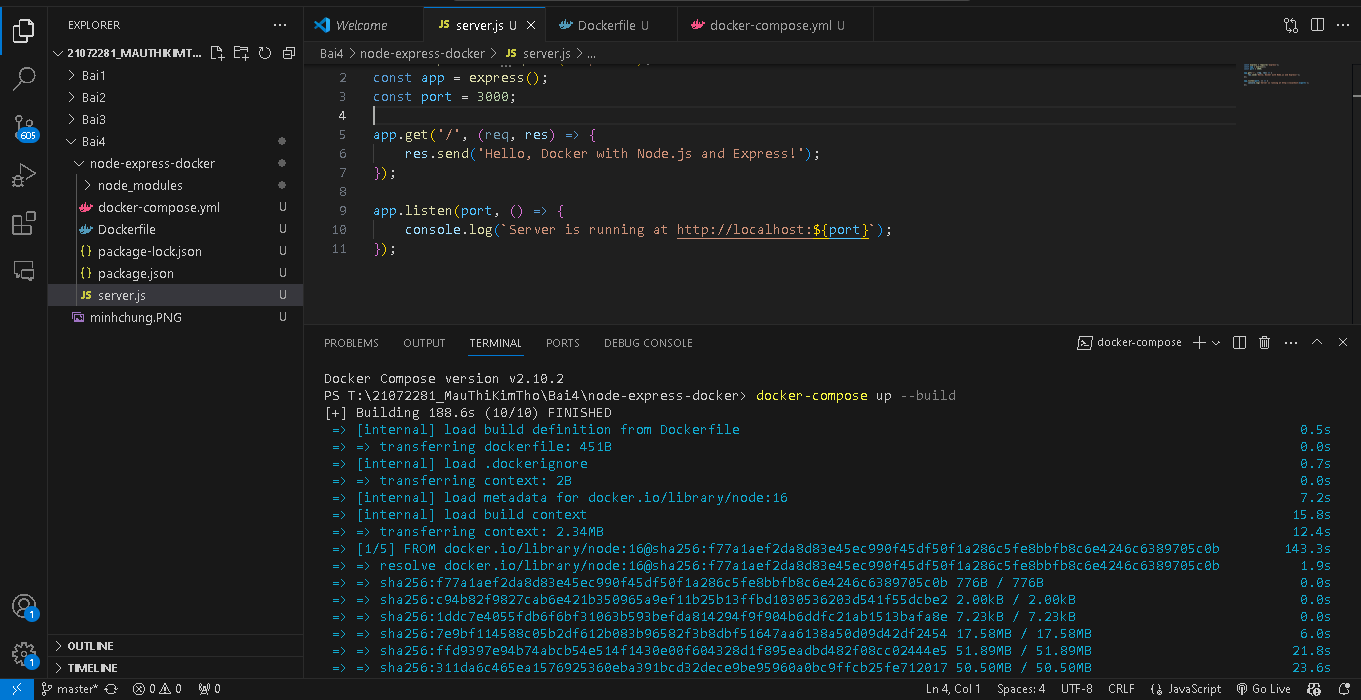 EXPLORER
21072281_MAUTHIKIMT...
Bai1
Bai2
Bai3
Bai4
node-express-docker
node_modules
docker-compose.yml U
Dockerfile U
package-lock.json U
package.json U
JS server.js U
minhchung.PNG U
OUTLINE
TIMELINE
605
1
1
Welcome
JS server.js U
Dockerfile U
docker-compose.yml U
Bai4 > node-express-docker > JS server.js > ...
2 const app = express();
3 const port = 3000;
4
5 app.get('/', (req, res) => {
6 res.send('Hello, Docker with Node.js and Express!');
7 });
8
9 app.listen(port, () => {
10 console.log(`Server is running at http://localhost:${port}`);
11 });
PROBLEMS OUTPUT TERMINAL PORTS DEBUG CONSOLE
docker-compose
Docker Compose version v2.10.2
PS T:\21072281_MauThiKimTho\Bai4\node-express-docker> docker-compose up --build
[+] Building 188.6s (10/10) FINISHED
=> [internal] load build definition from Dockerfile 0.5s
=> => transferring dockerfile: 451B 0.0s
=> [internal] load .dockerignore 0.7s
=> => transferring context: 2B 0.0s
=> [internal] load metadata for docker.io/library/node:16 7.2s
=> [internal] load build context 15.8s
=> => transferring context: 2.34MB 12.4s
=> [1/5] FROM docker.io/library/node:16@sha256:f77a1aef2da8d83e45ec990f45df50f1a286c5fe8bbfb8c6e4246c6389705c0b 143.3s
=> => resolve docker.io/library/node:16@sha256:f77a1aef2da8d83e45ec990f45df50f1a286c5fe8bbfb8c6e4246c6389705c0b 1.9s
=> => sha256:f77a1aef2da8d83e45ec990f45df50f1a286c5fe8bbfb8c6e4246c6389705c0b 776B / 776B 0.0s
=> => sha256:c94b82f9827cab6e421b350965a9ef11b25b13ffbd1030536203d541f55dcbe2 2.00kB / 2.00kB 0.0s
=> => sha256:1ddc7e4055fdb6f6bf31063b593befda814294f9f904b6ddfc21ab1513bafa8e 7.23kB / 7.23kB 0.0s
=> => sha256:7e9bf114588c05b2df612b083b96582f3b8dbf51647aa6138a50d09d42df2454 17.58MB / 17.58MB 6.0s
=> => sha256:ffd9397e94b74abcb54e514f1430e00f604328d1f895eadbd482f08cc02444e5 51.89MB / 51.89MB 21.8s
=> => sha256:311da6c465ea1576925360eba391bcd32dece9be95960a0bc9ffcb25fe712017 50.50MB / 50.50MB 23.6s
master* 0 0 0
Ln 4, Col 1 Spaces: 4 UTF-8 CRLF JavaScript Go Live